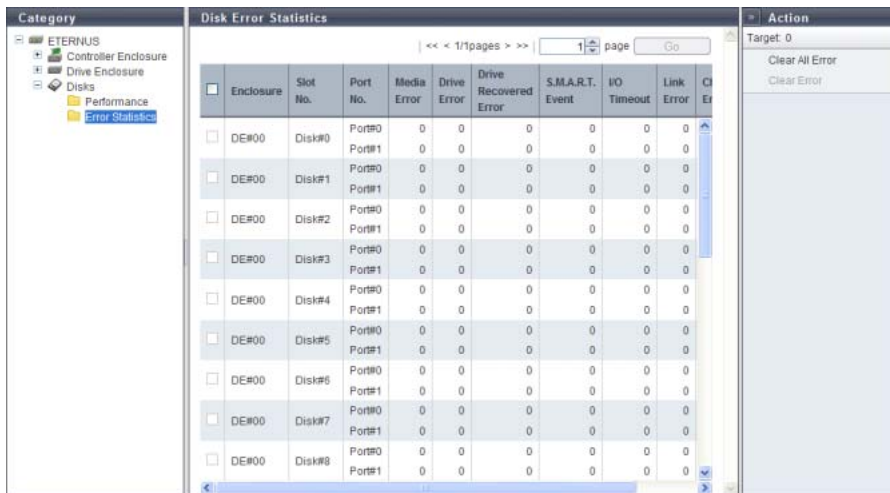 Category
ETERNUS
Controller Enclosure
Drive Enclosure
Disks
Performance
Error Statistics
Disk Error Statistics
| << < 1/1pages > >> | 1 page Go
Enclosure Slot No. Port No. Media Error Drive Error Drive Recovered Error S.M.A.R.T. Event I/O Timeout Link Error
DE#00 Disk#0 Port#0 0 0 0 0 0 0
Port#1 0 0 0 0 0 0
DE#00 Disk#1 Port#0 0 0 0 0 0 0
Port#1 0 0 0 0 0 0
DE#00 Disk#2 Port#0 0 0 0 0 0 0
Port#1 0 0 0 0 0 0
DE#00 Disk#3 Port#0 0 0 0 0 0 0
Port#1 0 0 0 0 0 0
DE#00 Disk#4 Port#0 0 0 0 0 0 0
Port#1 0 0 0 0 0 0
DE#00 Disk#5 Port#0 0 0 0 0 0 0
Port#1 0 0 0 0 0 0
DE#00 Disk#6 Port#0 0 0 0 0 0 0
Port#1 0 0 0 0 0 0
DE#00 Disk#7 Port#0 0 0 0 0 0 0
Port#1 0 0 0 0 0 0
DE#00 Disk#8 Port#0 0 0 0 0 0 0
Port#1 0 0 0 0 0 0
» Action
Target: 0
Clear All Error
Clear Error